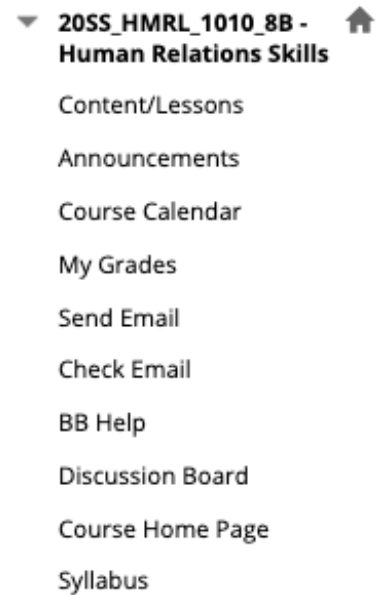 20SS_HMRL_1010_8B -
Human Relations Skills
Content/Lessons
Announcements
Course Calendar
My Grades
Send Email
Check Email
BB Help
Discussion Board
Course Home Page
Syllabus